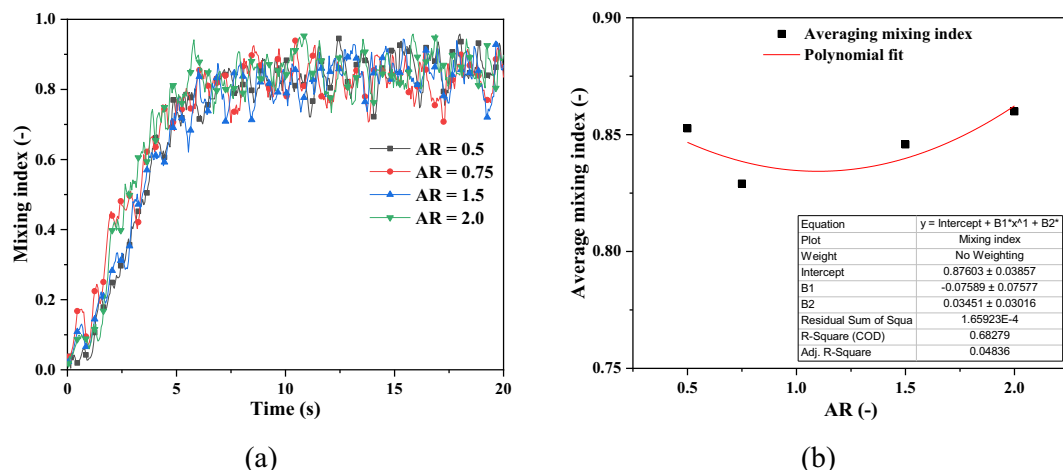 1.0
0.8
0.6
0.4
0.2
0.0
Mixing index (-)
0
5
10
15
20
Time (s)
AR = 0.5
AR = 0.75
AR = 1.5
AR = 2.0
(a)
0.90
0.85
0.80
0.75
Average mixing index (-)
0.5
1.0
1.5
2.0
AR (-)
Averaging mixing index
Polynomial fit
Equation y = Intercept + B1*x^1 + B2*
Plot Mixing index
Weight No Weighting
Intercept 0.87603 ± 0.03857
B1 -0.07589 ± 0.07577
B2 0.03451 ± 0.03016
Residual Sum of Squa 1.65923E-4
R-Square (COD) 0.68279
Adj. R-Square 0.04836
(b)